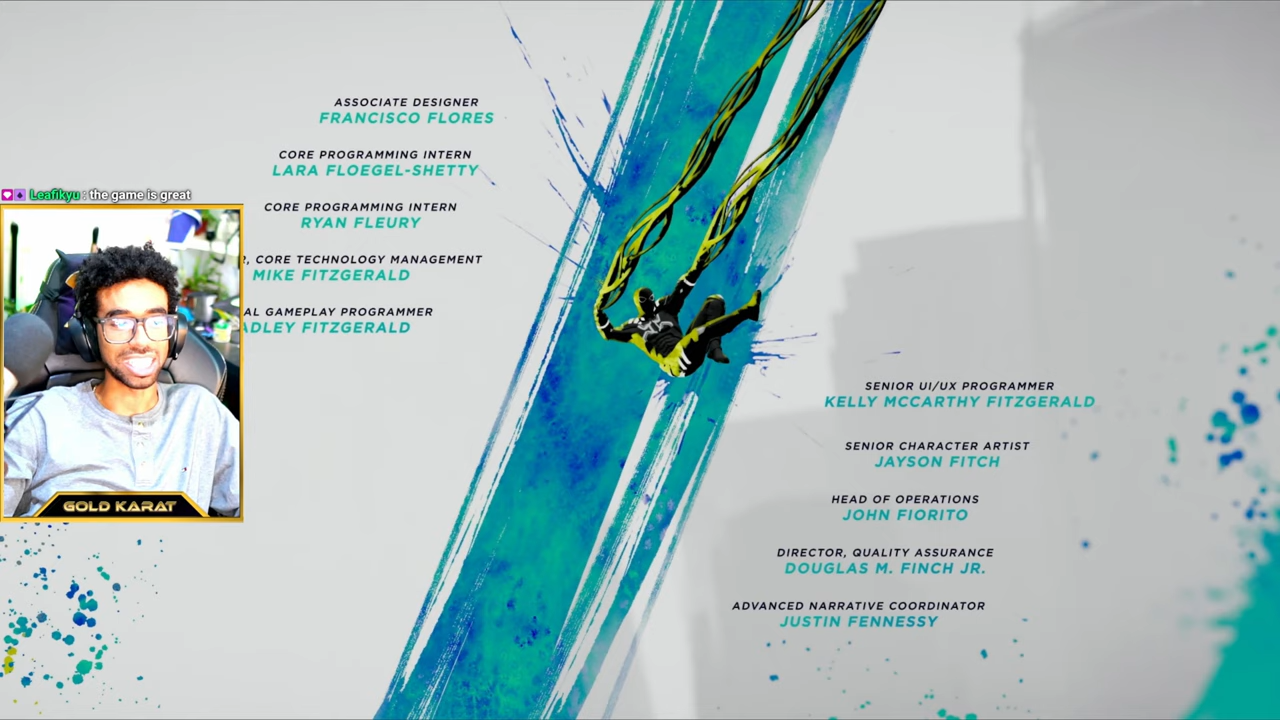 ASSOCIATE DESIGNER
FRANCISCO FLORES
CORE PROGRAMMING INTERN
LARA FLOEGEL-SHETTY
Leafikyu : the game is great
CORE PROGRAMMING INTERN
RYAN FLEURY
, CORE TECHNOLOGY MANAGEMENT
MIKE FITZGERALD
AL GAMEPLAY PROGRAMMER
ADLEY FITZGERALD
GOLD KARAT
SENIOR UI/UX PROGRAMMER
KELLY MCCARTHY FITZGERALD
SENIOR CHARACTER ARTIST
JAYSON FITCH
HEAD OF OPERATIONS
JOHN FIORITO
DIRECTOR, QUALITY ASSURANCE
DOUGLAS M. FINCH JR.
ADVANCED NARRATIVE COORDINATOR
JUSTIN FENNESSY